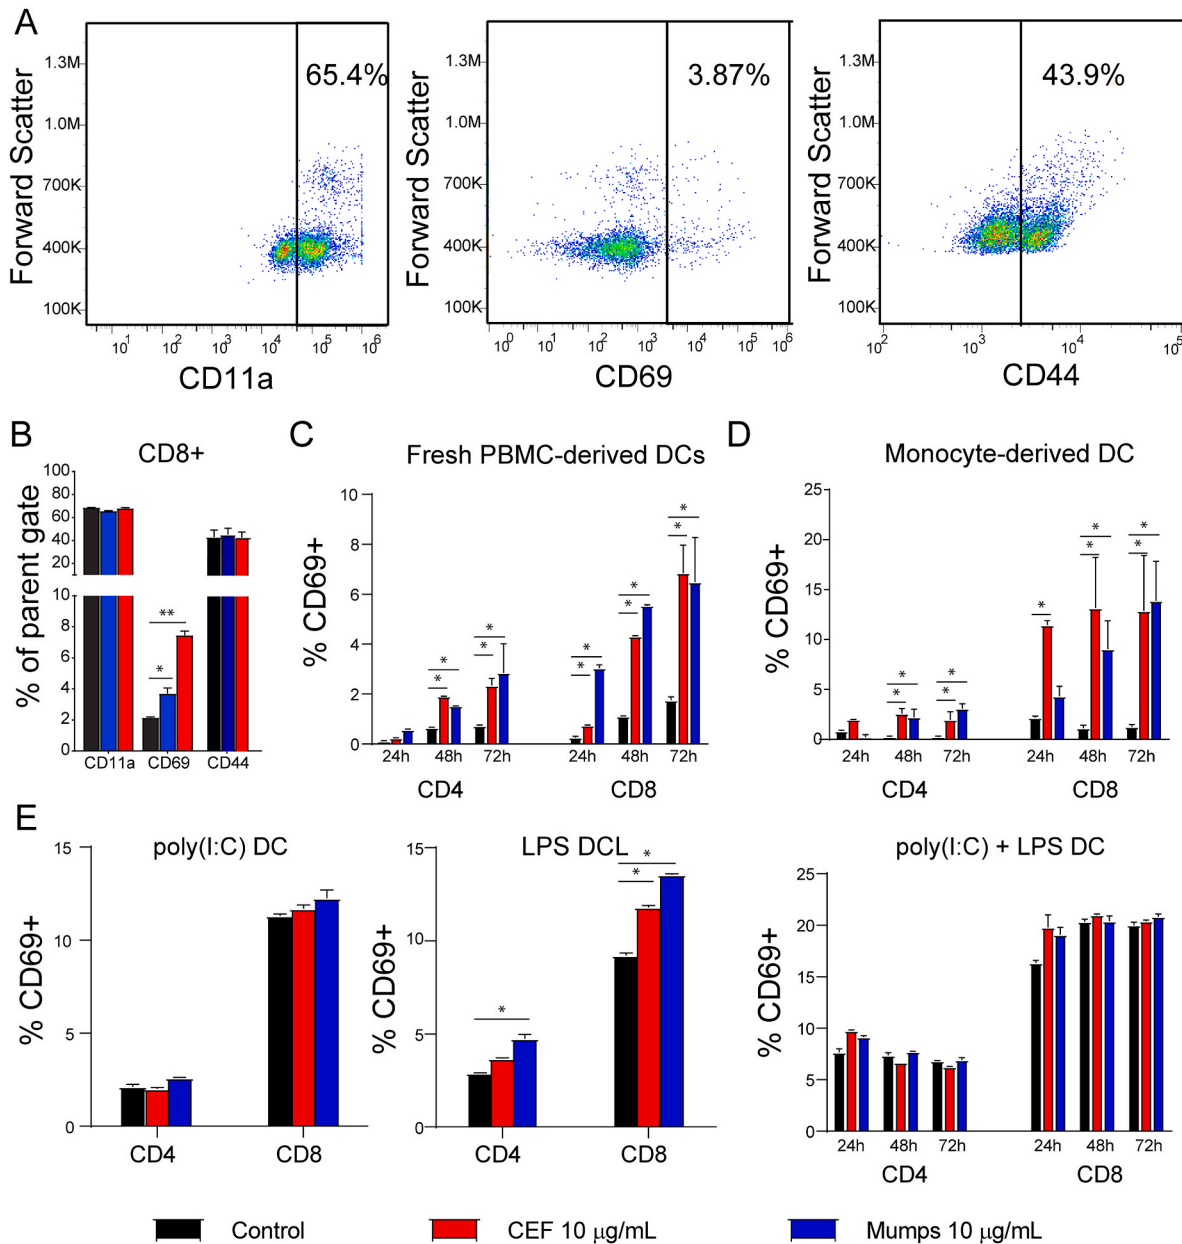 A
Forward Scatter
1.3M
1.0M
700K
400K
100K
65.4%
10¹ 10² 10³ 10⁴ 10⁵ 10⁶
CD11a
Forward Scatter
1.3M
1.0M
700K
400K
100K
3.87%
10⁰ 10¹ 10² 10³ 10⁴ 10⁵ 10⁶
CD69
Forward Scatter
1.3M
1.0M
700K
400K
100K
43.9%
10² 10³ 10⁴ 10⁵
CD44
B
CD8+
% of parent gate
100
80
60
40
20
10
8
6
4
2
0
* **
CD11a CD69 CD44
C
Fresh PBMC-derived DCs
% CD69+
10
8
6
4
2
0
* * * * * * * * * *
24h 48h 72h 24h 48h 72h
CD4 CD8
D
Monocyte-derived DC
% CD69+
25
20
15
10
5
0
* * * * * * * * *
24h 48h 72h 24h 48h 72h
CD4 CD8
E
poly(I:C) DC
% CD69+
15
10
5
0
CD4 CD8
LPS DCL
% CD69+
15
10
5
0
* * *
CD4 CD8
poly(I:C) + LPS DC
% CD69+
25
20
15
10
5
0
24h 48h 72h 24h 48h 72h
CD4 CD8
Control CEF 10 µg/mL Mumps 10 µg/mL